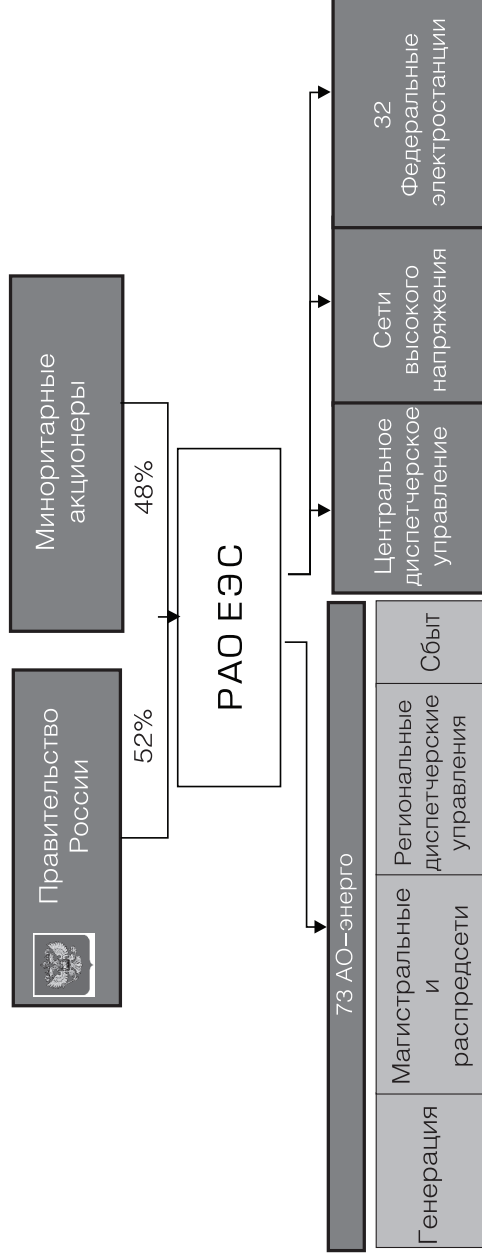 Правительство
России
Миноритарные
акционеры
52%
48%
РАО ЕЭС
73 АО–энерго
Генерация
Магистральные
и
распредсети
Региональные
диспетчерские
управления
Сбыт
Центральное
диспетчерское
управление
Сети
высокого
напряжения
32
Федеральные
электростанции